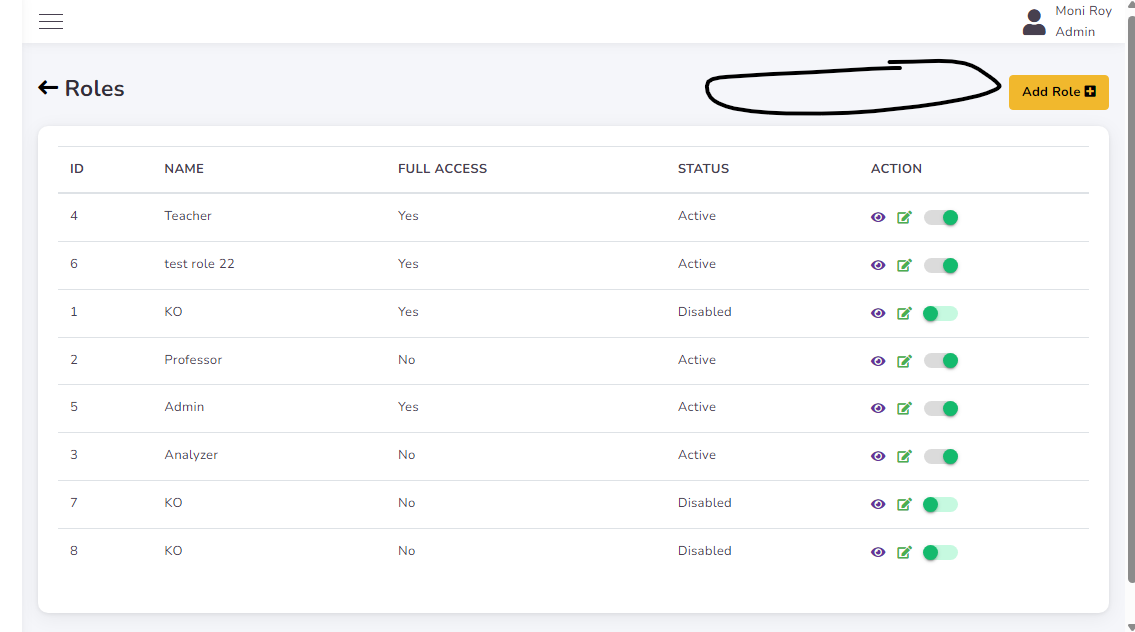 Moni Roy
Admin
Roles
Add Role
ID NAME FULL ACCESS STATUS ACTION
4 Teacher Yes Active
6 test role 22 Yes Active
1 KO Yes Disabled
2 Professor No Active
5 Admin Yes Active
3 Analyzer No Active
7 KO No Disabled
8 KO No Disabled